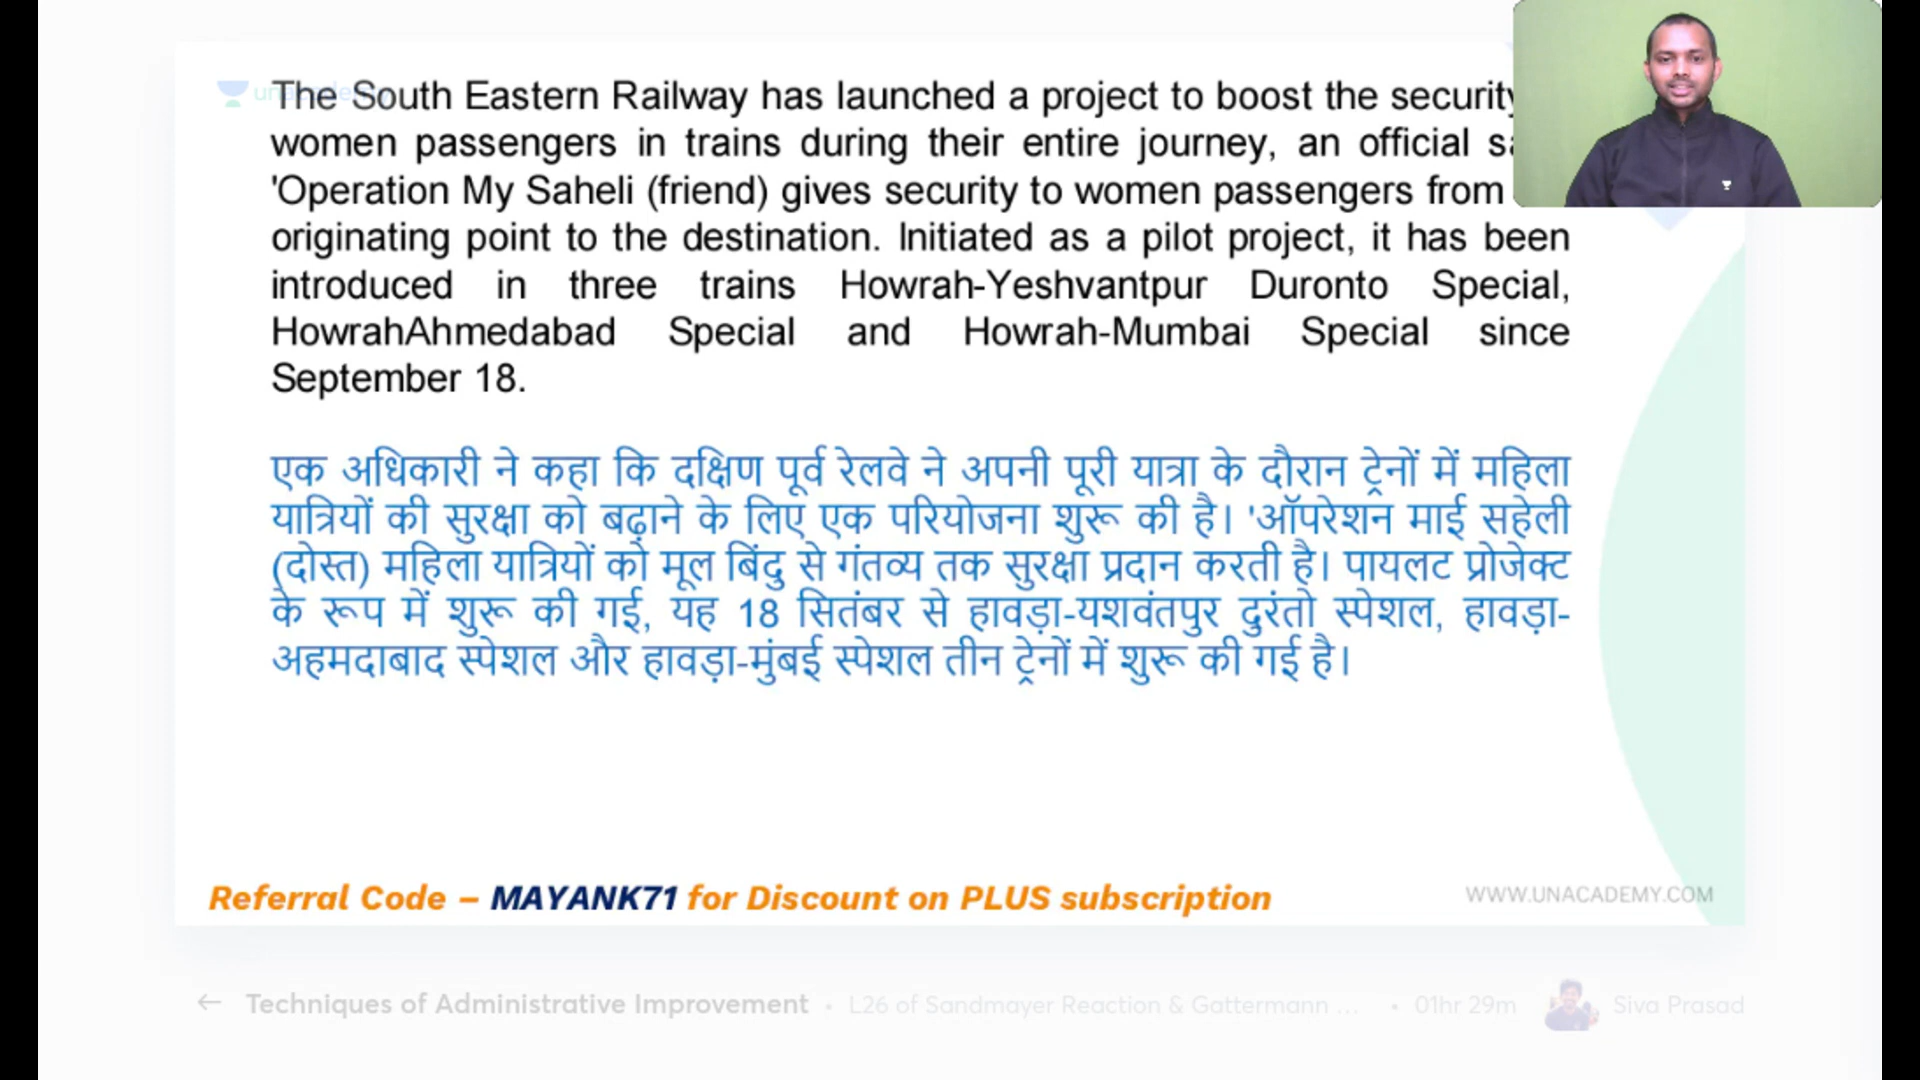 unacademy
The South Eastern Railway has launched a project to boost the security
women passengers in trains during their entire journey, an official
'Operation My Saheli (friend) gives security to women passengers from
originating point to the destination. Initiated as a pilot project, it has been
introduced in three trains Howrah-Yeshvantpur Duronto Special,
HowrahAhmedabad Special and Howrah-Mumbai Special since
September 18.
एक अधिकारी ने कहा कि दक्षिण पूर्व रेलवे ने अपनी पूरी यात्रा के दौरान ट्रेनों में महिला
यात्रियों की सुरक्षा को बढ़ाने के लिए एक परियोजना शुरू की है। 'ऑपरेशन माई सहेली
(दोस्त) महिला यात्रियों को मूल बिंदु से गंतव्य तक सुरक्षा प्रदान करती है। पायलट प्रोजेक्ट
के रूप में शुरू की गई, यह 18 सितंबर से हावड़ा-यशवंतपुर दुरंतो स्पेशल, हावड़ा-
अहमदाबाद स्पेशल और हावड़ा-मुंबई स्पेशल तीन ट्रेनों में शुरू की गई है।
Referral Code – MAYANK71 for Discount on PLUS subscription
WWW.UNACADEMY.COM
← Techniques of Administrative Improvement • L26 of Sandmayer Reaction & Gattermann ... • 01hr 29m Siva Prasad